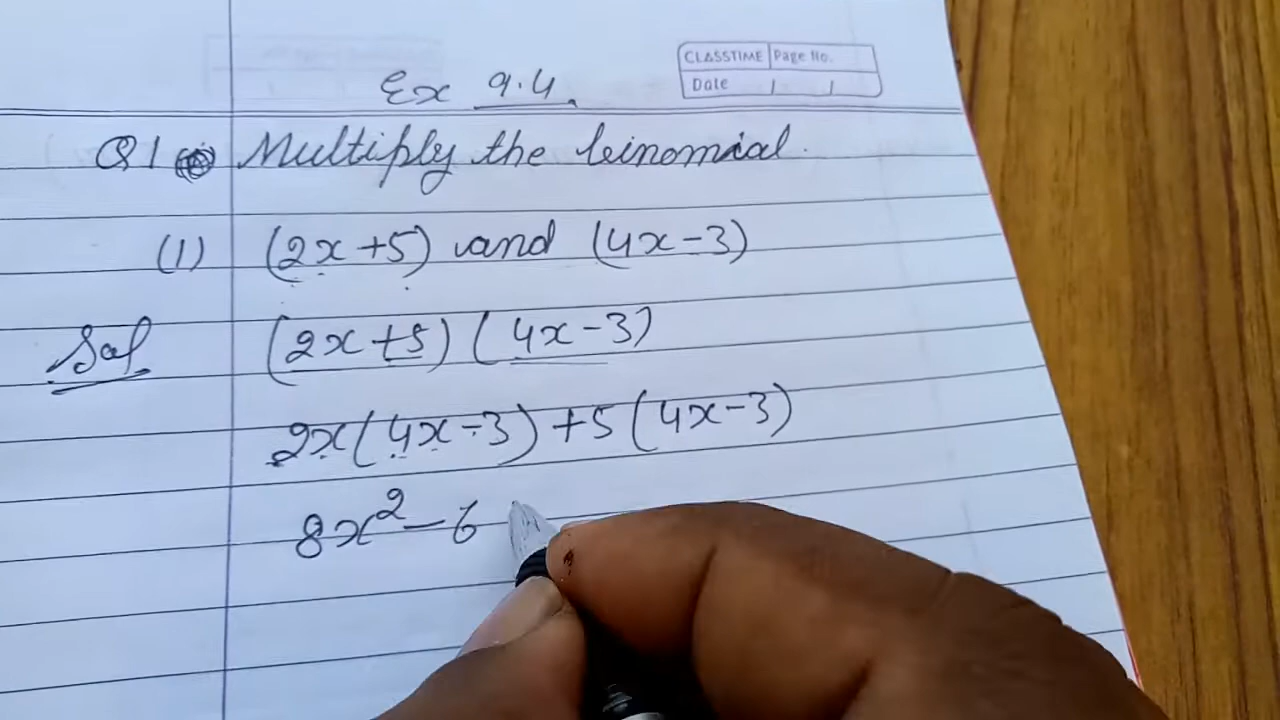 CLASSTIME Page No.
Date / /
Ex 9.4.
Q1 Multiply the binomial.
(1) (2x +5) and (4x-3)
Sol (2x+5) (4x-3)
2x(4x-3) +5 (4x-3)
8x² - 6